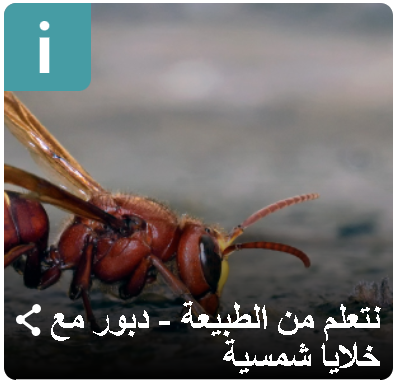 i
نتعلم من الطبيعة - دبور مع
خلايا شمسية